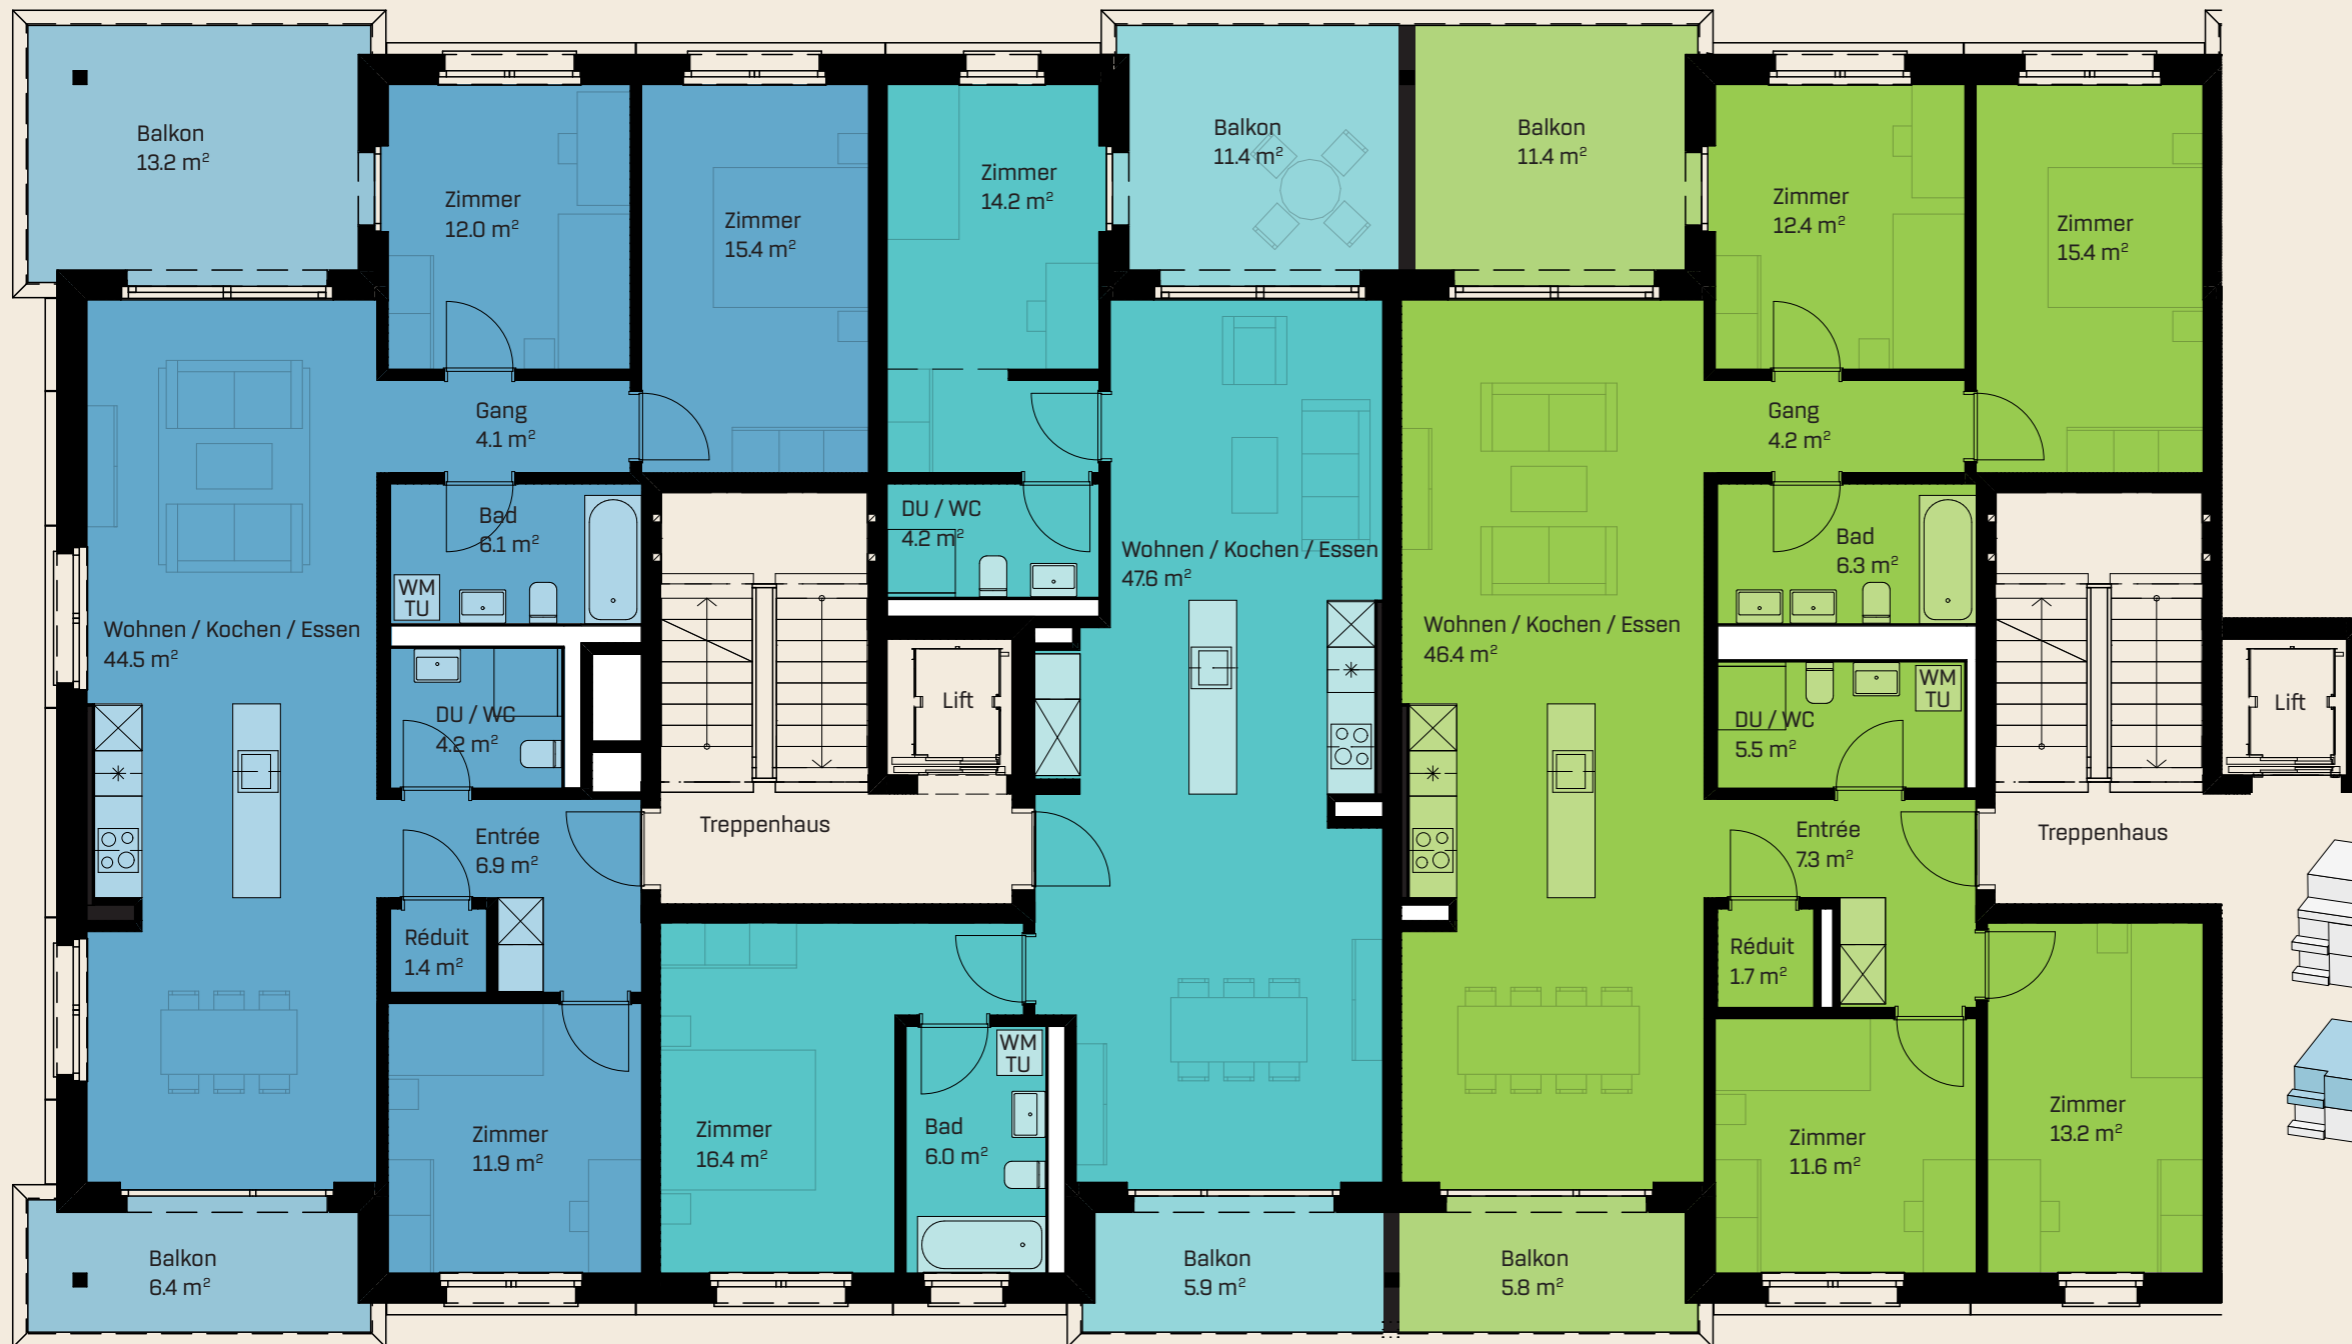 Balkon
13.2 m²
Zimmer
12.0 m²
Zimmer
15.4 m²
Zimmer
14.2 m²
Balkon
11.4 m²
Balkon
11.4 m²
Zimmer
12.4 m²
Zimmer
15.4 m²
Gang
4.1 m²
Gang
4.2 m²
Bad
6.1 m²
WM
TU
DU / WC
4.2 m²
Wohnen / Kochen / Essen
47.6 m²
Bad
6.3 m²
Wohnen / Kochen / Essen
44.5 m²
Wohnen / Kochen / Essen
46.4 m²
DU / WC
4.2 m²
Lift
DU / WC
5.5 m²
WM
TU
Lift
Entrée
6.9 m²
Treppenhaus
Entrée
7.3 m²
Treppenhaus
Réduit
1.4 m²
Réduit
1.7 m²
Zimmer
11.9 m²
Zimmer
16.4 m²
Bad
6.0 m²
WM
TU
Zimmer
11.6 m²
Zimmer
13.2 m²
Balkon
6.4 m²
Balkon
5.9 m²
Balkon
5.8 m²